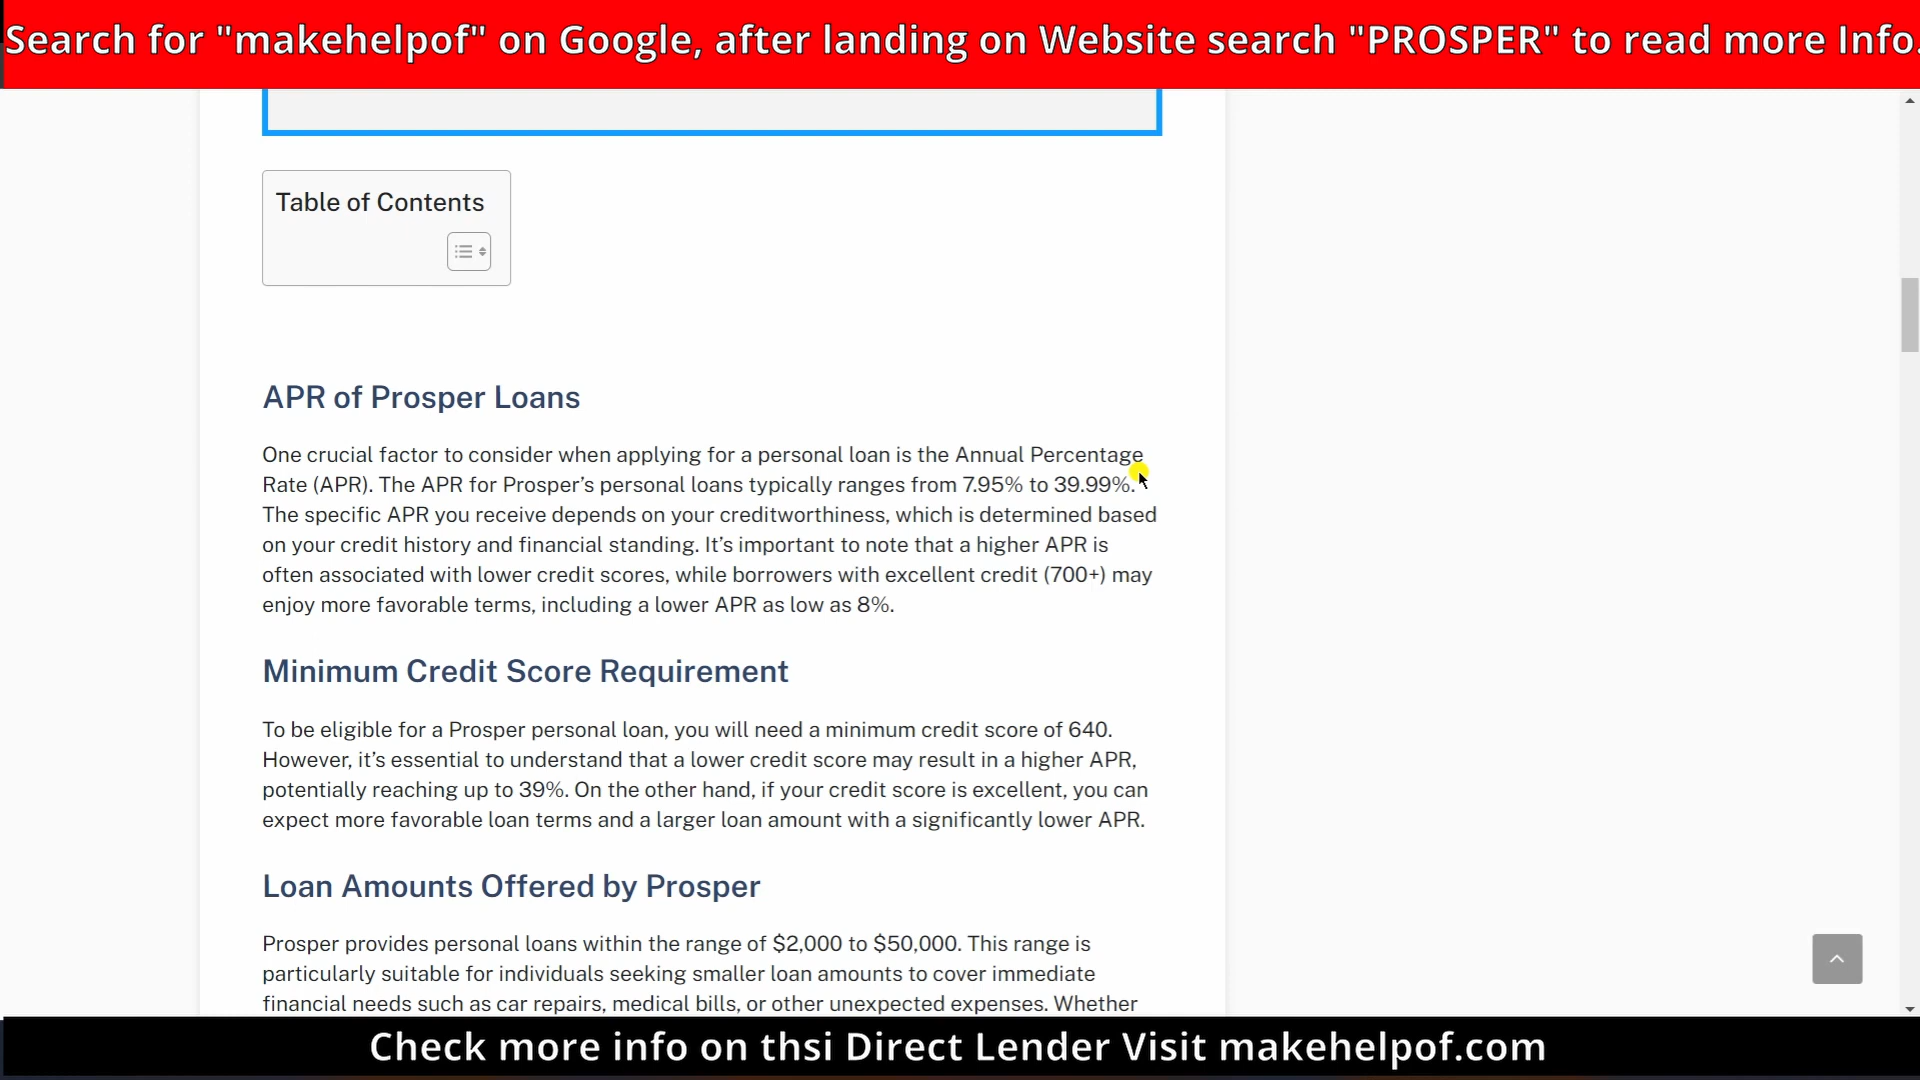 Search for "makehelpof" on Google, after landing on Website search "PROSPER" to read more Info.
Table of Contents
APR of Prosper Loans
One crucial factor to consider when applying for a personal loan is the Annual Percentage
Rate (APR). The APR for Prosper’s personal loans typically ranges from 7.95% to 39.99%.
The specific APR you receive depends on your creditworthiness, which is determined based
on your credit history and financial standing. It’s important to note that a higher APR is
often associated with lower credit scores, while borrowers with excellent credit (700+) may
enjoy more favorable terms, including a lower APR as low as 8%.
Minimum Credit Score Requirement
To be eligible for a Prosper personal loan, you will need a minimum credit score of 640.
However, it’s essential to understand that a lower credit score may result in a higher APR,
potentially reaching up to 39%. On the other hand, if your credit score is excellent, you can
expect more favorable loan terms and a larger loan amount with a significantly lower APR.
Loan Amounts Offered by Prosper
Prosper provides personal loans within the range of $2,000 to $50,000. This range is
particularly suitable for individuals seeking smaller loan amounts to cover immediate
financial needs such as car repairs, medical bills, or other unexpected expenses. Whether
Check more info on thsi Direct Lender Visit makehelpof.com